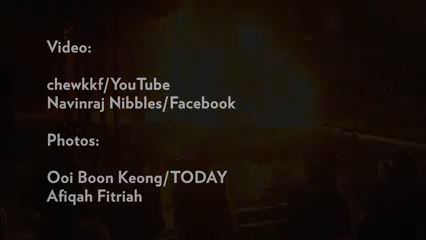 Video:
chewkkf/YouTube
Navinraj Nibbles/Facebook
Photos:
Ooi Boon Keong/TODAY
Afiqah Fitriah